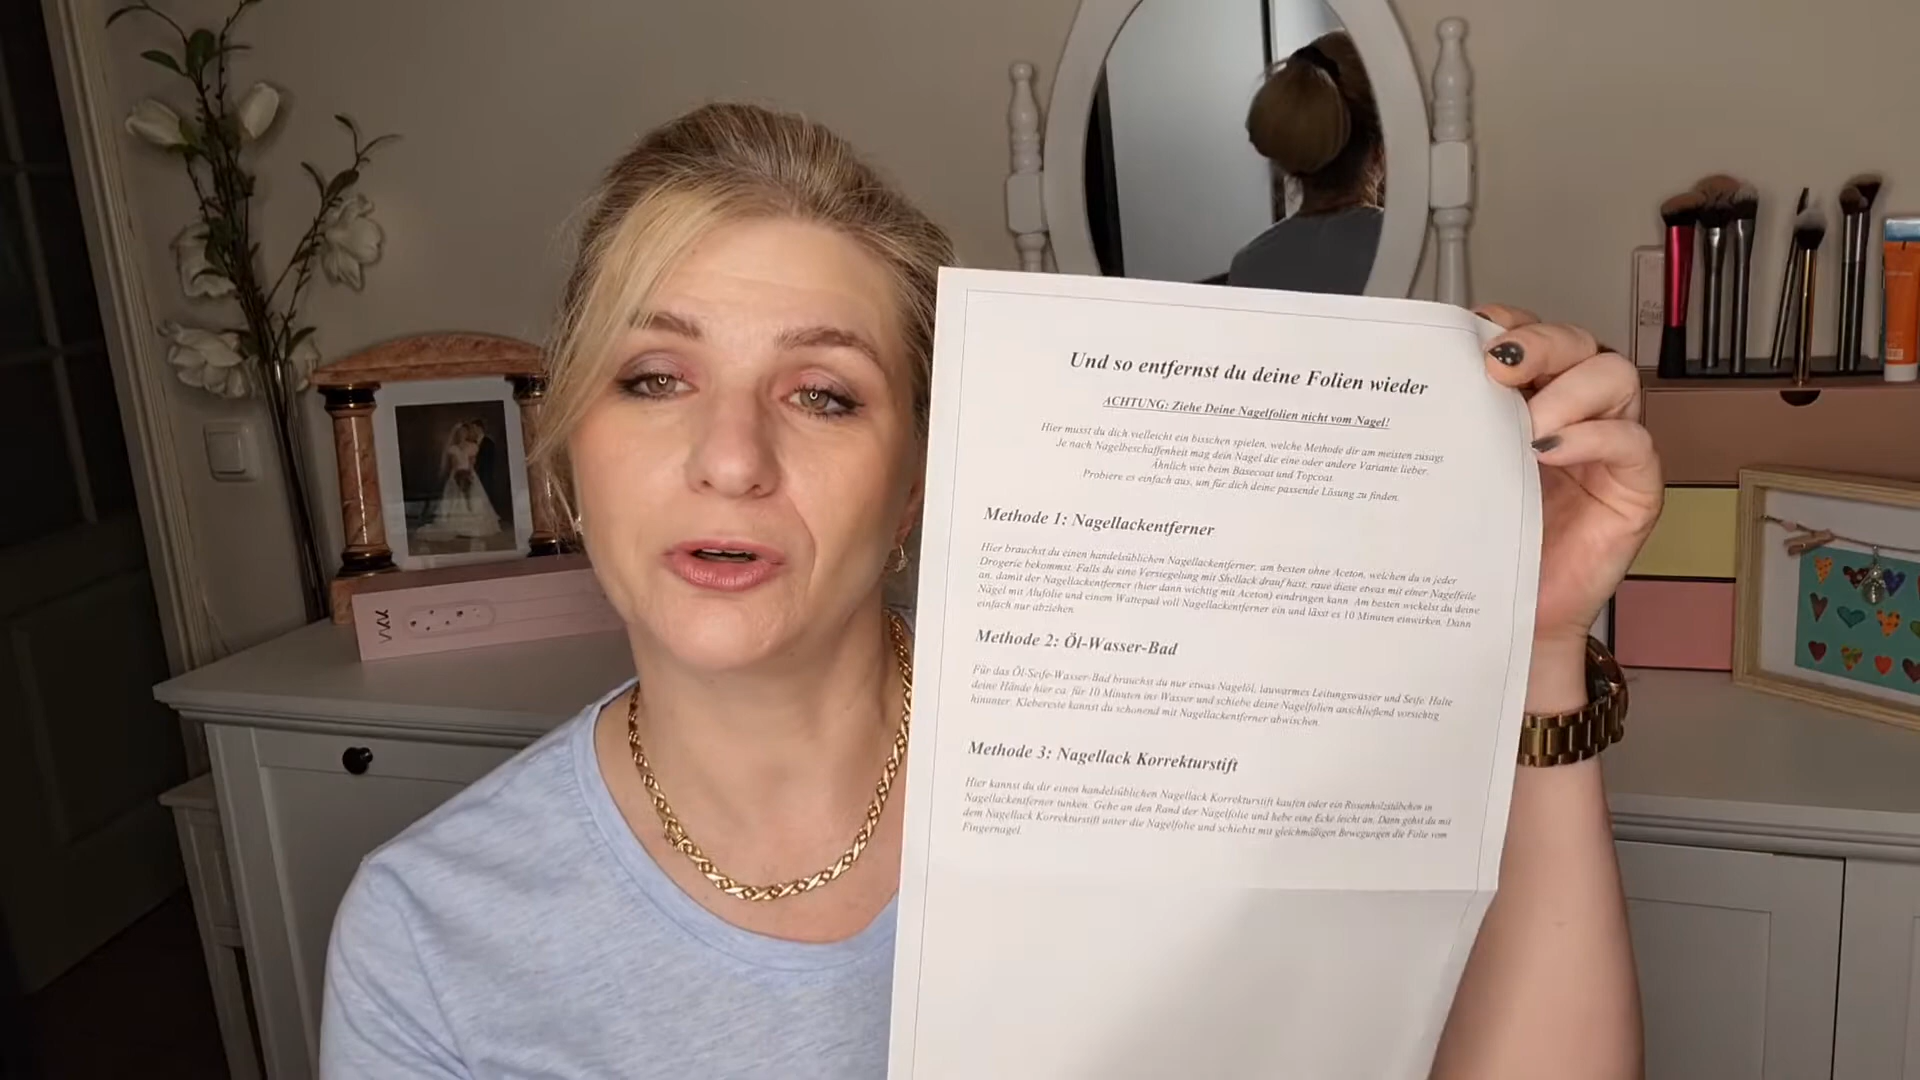 Und so entfernst du deine Folien wieder
ACHTUNG: Ziehe Deine Nagelfolien nicht vom Nagel!
Hier musst du dich vielleicht ein bisschen spielen, welche Methode dir am meisten zusagt
Je nach Nagelbeschaffenheit mag dein Nagel die eine oder andere Variante lieber.
Ähnlich wie beim Basecoat und Topcoat.
Probiere es einfach aus, um für dich deine passende Lösung zu finden.
Methode 1: Nagellackentferner
Hier brauchst du einen handelsüblichen Nagellackentferner, am besten ohne Aceton, welchen du in jeder
Drogerie bekommst. Falls du eine Versiegelung mit Shellack drauf hast, raue diese etwas mit einer Nagelfeile
an, damit der Nagellackentferner (hier dann wichtig mit Aceton) eindringen kann. Am besten wickelst du deine
Nägel mit Alufolie und einem Wattepad voll Nagellackentferner ein und lässt es 10 Minuten einwirken. Dann
einfach nur abziehen.
Methode 2: Öl-Wasser-Bad
Für das Öl-Seife-Wasser-Bad brauchst du nur etwas Nagelöl, lauwarmes Leitungswasser und Seife. Halte
deine Hände hier ca. für 10 Minuten ins Wasser und schiebe deine Nagelfolien anschließend vorsichtig
hinunter. Klebereste kannst du schonend mit Nagellackentferner abwischen.
Methode 3: Nagellack Korrekturstift
Hier kannst du dir einen handelsüblichen Nagellack Korrekturstift kaufen oder ein Rosenholzstäbchen in
Nagellackentferner tunken. Gehe an den Rand der Nagelfolie und hebe eine Ecke leicht an. Dann gehst du mit
dem Nagellack Korrekturstift unter die Nagelfolie und schiebst mit gleichmäßigen Bewegungen die Folie vom
Fingernagel.